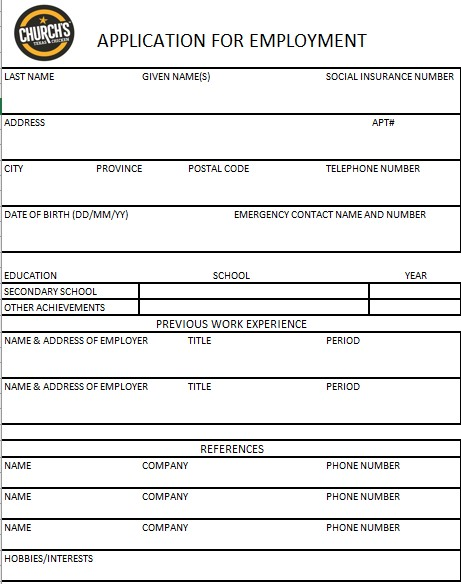 CHURCH'S
TEXAS CHICKEN
APPLICATION FOR EMPLOYMENT
LAST NAME GIVEN NAME(S) SOCIAL INSURANCE NUMBER
ADDRESS APT#
CITY PROVINCE POSTAL CODE TELEPHONE NUMBER
DATE OF BIRTH (DD/MM/YY) EMERGENCY CONTACT NAME AND NUMBER
EDUCATION SCHOOL YEAR
SECONDARY SCHOOL
OTHER ACHIEVEMENTS
PREVIOUS WORK EXPERIENCE
NAME & ADDRESS OF EMPLOYER TITLE PERIOD
NAME & ADDRESS OF EMPLOYER TITLE PERIOD
REFERENCES
NAME COMPANY PHONE NUMBER
NAME COMPANY PHONE NUMBER
NAME COMPANY PHONE NUMBER
HOBBIES/INTERESTS